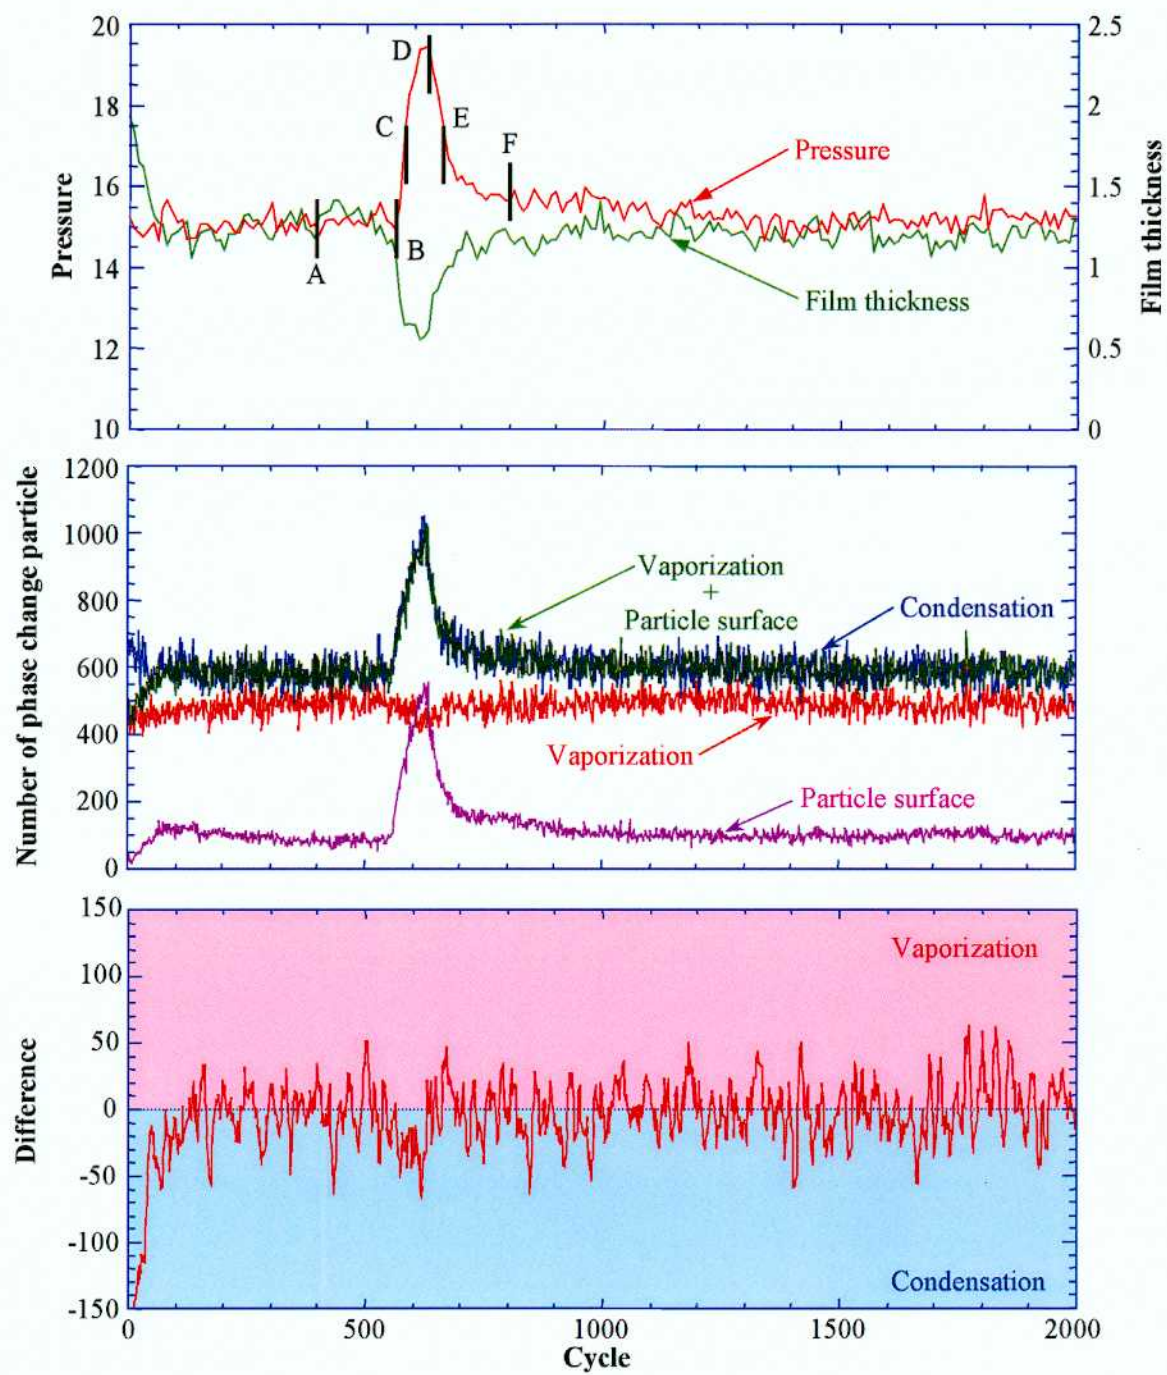 20
18
16
14
12
10
Pressure
2.5
2
1.5
1
0.5
0
Film thickness
D
C
E
F
B
A
Pressure
Film thickness
1200
1000
800
600
400
200
0
Number of phase change particle
Vaporization
+
Particle surface
Condensation
Vaporization
Particle surface
150
100
50
0
-50
-100
-150
Difference
Vaporization
Condensation
0
500
1000
1500
2000
Cycle